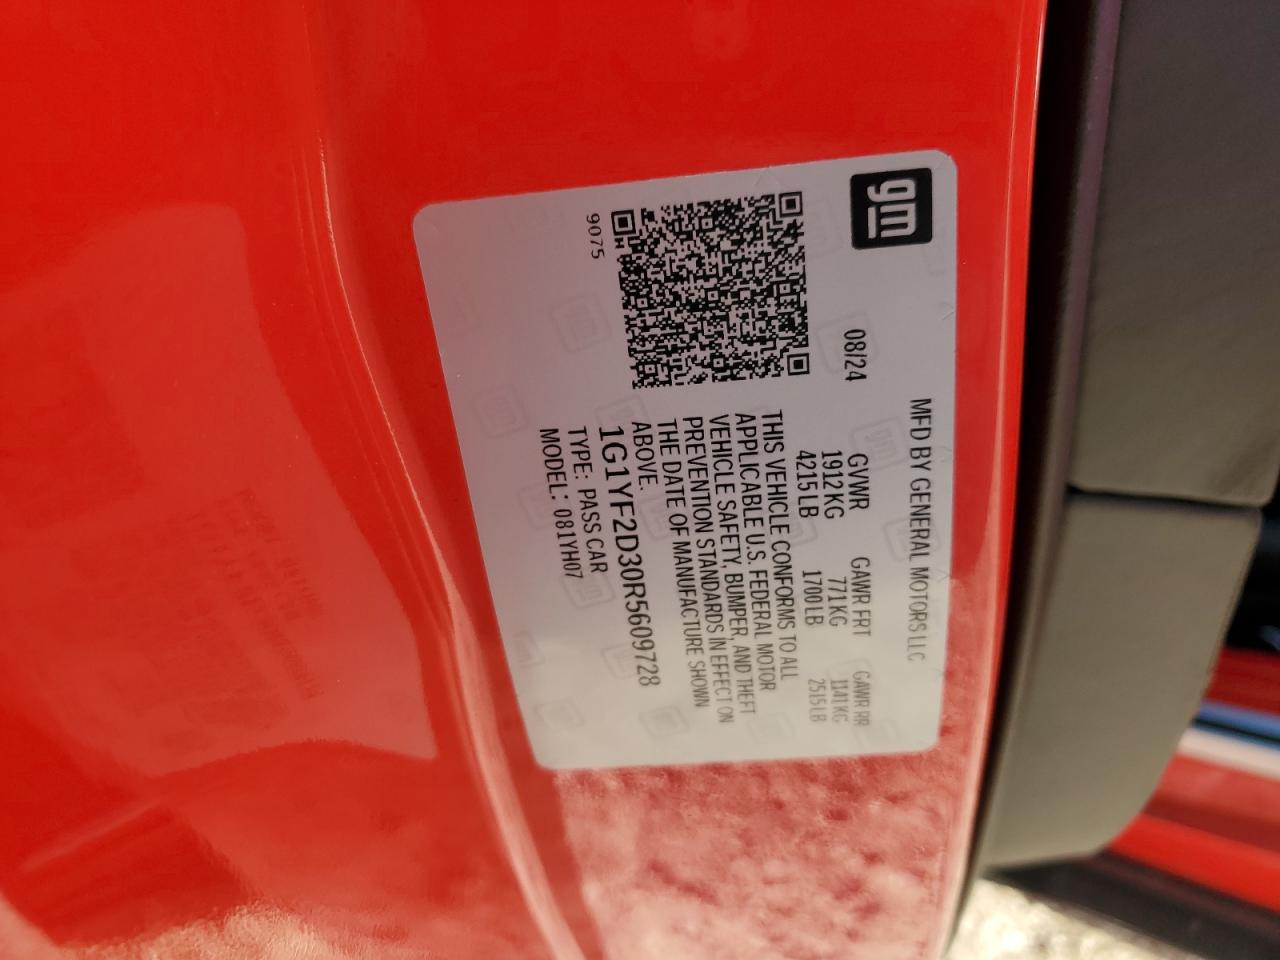 gm
MFD BY GENERAL MOTORS LLC
08/24 GVWR GAWR FRT GAWR RR
1912KG 771KG 1141KG
4215LB 1700LB 2515LB
THIS VEHICLE CONFORMS TO ALL
APPLICABLE U.S. FEDERAL MOTOR
VEHICLE SAFETY, BUMPER, AND THEFT
PREVENTION STANDARDS IN EFFECT ON
THE DATE OF MANUFACTURE SHOWN
ABOVE.
1G1YF2D30R5609728
TYPE: PASS CAR
MODEL: 081YH07
9075